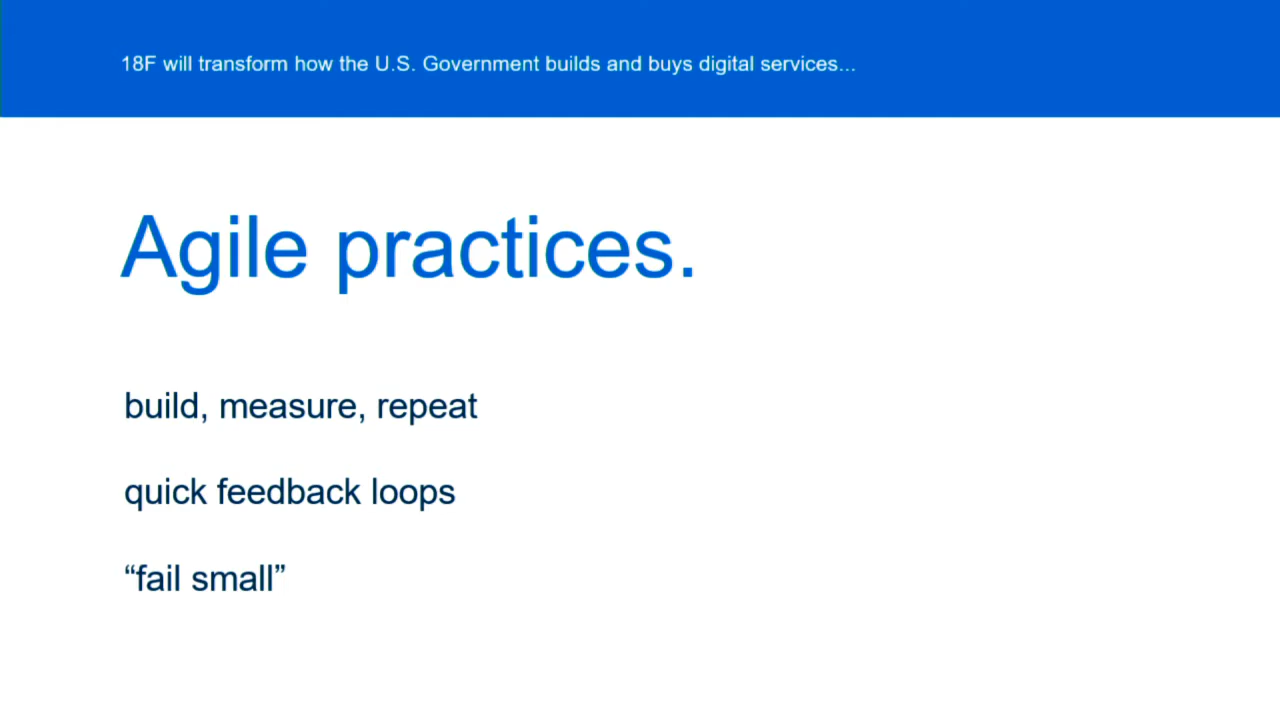 18F will transform how the U.S. Government builds and buys digital services...
Agile practices.
build, measure, repeat
quick feedback loops
“fail small”